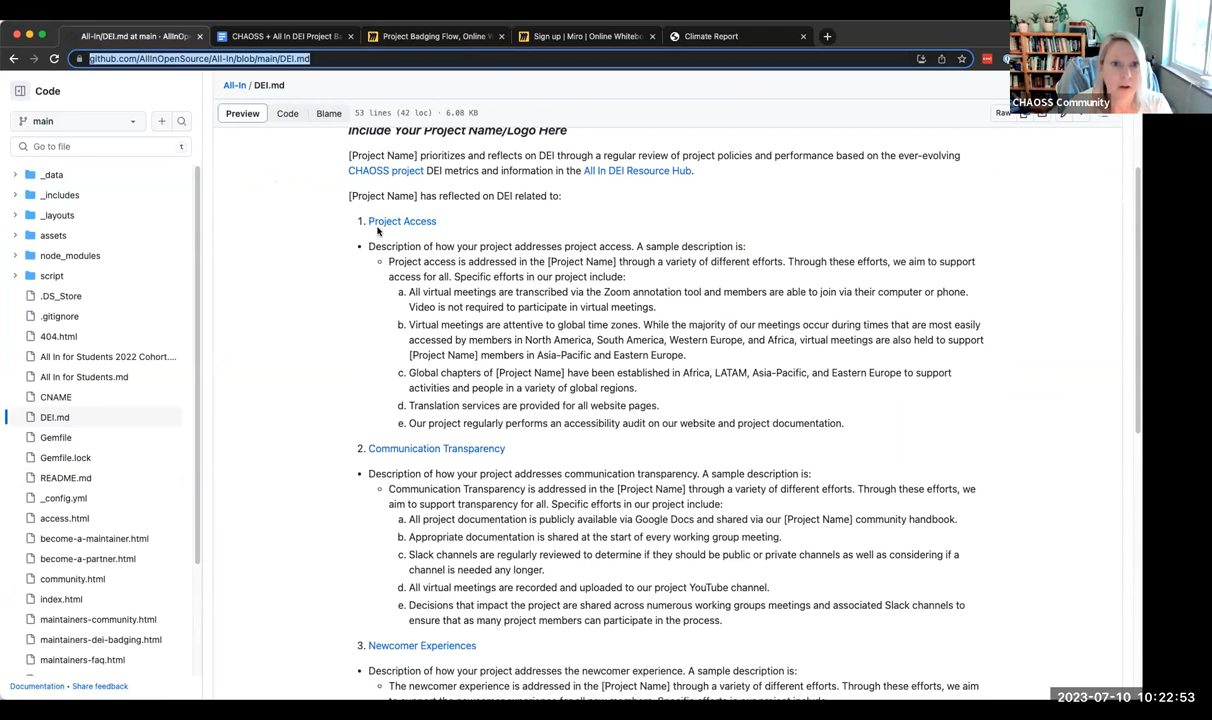 All-In/DEI.md at main · AllInOp
CHAOSS + All In DEI Project B
Project Badging Flow, Online W
Sign up | Miro | Online Whitebo
Climate Report
github.com/AllInOpenSource/All-In/blob/main/DEI.md
CHAOSS Community
Code
All-In / DEI.md
main
Preview
Code
Blame
53 lines (42 loc) · 6.08 KB
Raw
Go to file
t
_data
_includes
_layouts
assets
node_modules
script
.DS_Store
.gitignore
404.html
All In for Students 2022 Cohort....
All In for Students.md
CNAME
DEI.md
Gemfile
Gemfile.lock
README.md
_config.yml
access.html
become-a-maintainer.html
become-a-partner.html
community.html
index.html
maintainers-community.html
maintainers-dei-badging.html
maintainers-faq.html
Documentation • Share feedback
Include Your Project Name/Logo Here
[Project Name] prioritizes and reflects on DEI through a regular review of project policies and performance based on the ever-evolving
CHAOSS project DEI metrics and information in the All In DEI Resource Hub.
[Project Name] has reflected on DEI related to:
1. Project Access
• Description of how your project addresses project access. A sample description is:
◦ Project access is addressed in the [Project Name] through a variety of different efforts. Through these efforts, we aim to support
access for all. Specific efforts in our project include:
a. All virtual meetings are transcribed via the Zoom annotation tool and members are able to join via their computer or phone.
Video is not required to participate in virtual meetings.
b. Virtual meetings are attentive to global time zones. While the majority of our meetings occur during times that are most easily
accessed by members in North America, South America, Western Europe, and Africa, virtual meetings are also held to support
[Project Name] members in Asia-Pacific and Eastern Europe.
c. Global chapters of [Project Name] have been established in Africa, LATAM, Asia-Pacific, and Eastern Europe to support
activities and people in a variety of global regions.
d. Translation services are provided for all website pages.
e. Our project regularly performs an accessibility audit on our website and project documentation.
2. Communication Transparency
• Description of how your project addresses communication transparency. A sample description is:
◦ Communication Transparency is addressed in the [Project Name] through a variety of different efforts. Through these efforts, we
aim to support transparency for all. Specific efforts in our project include:
a. All project documentation is publicly available via Google Docs and shared via our [Project Name] community handbook.
b. Appropriate documentation is shared at the start of every working group meeting.
c. Slack channels are regularly reviewed to determine if they should be public or private channels as well as considering if a
channel is needed any longer.
d. All virtual meetings are recorded and uploaded to our project YouTube channel.
e. Decisions that impact the project are shared across numerous working groups meetings and associated Slack channels to
ensure that as many project members can participate in the process.
3. Newcomer Experiences
• Description of how your project addresses the newcomer experience. A sample description is:
◦ The newcomer experience is addressed in the [Project Name] through a variety of different efforts. Through these efforts, we aim
2023-07-10 10:22:53